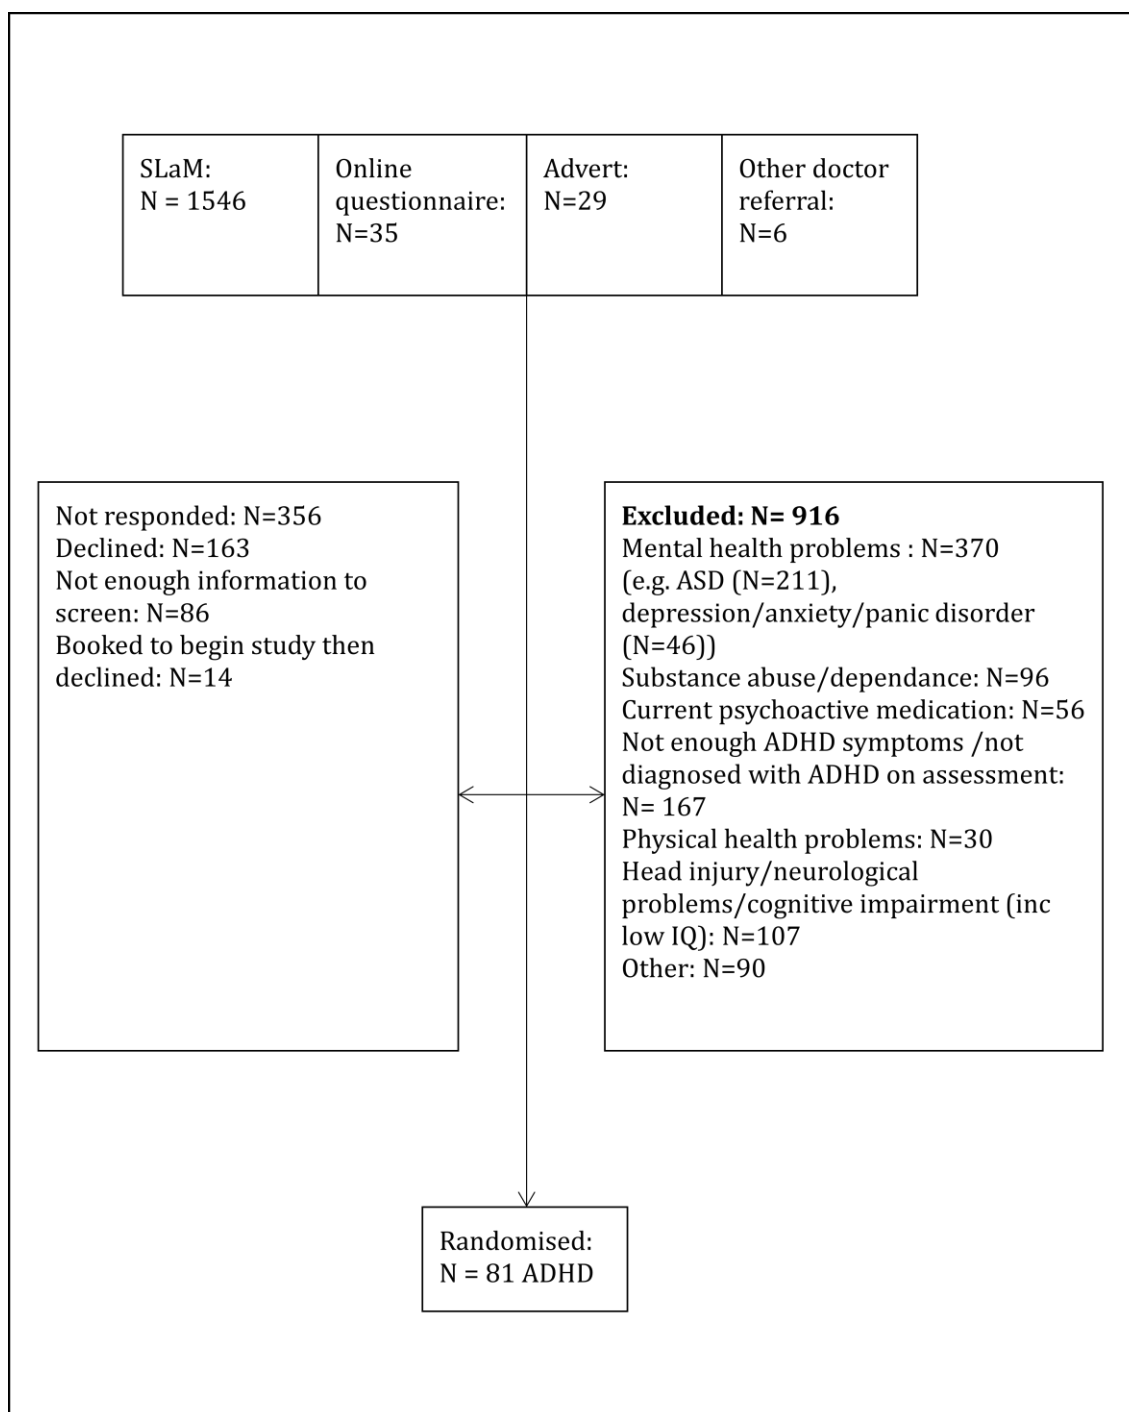 SLaM:
N = 1546
Online
questionnaire:
N=35
Advert:
N=29
Other doctor
referral:
N=6
Not responded: N=356
Declined: N=163
Not enough information to
screen: N=86
Booked to begin study then
declined: N=14
Excluded: N= 916
Mental health problems : N=370
(e.g. ASD (N=211),
depression/anxiety/panic disorder
(N=46))
Substance abuse/dependance: N=96
Current psychoactive medication: N=56
Not enough ADHD symptoms /not
diagnosed with ADHD on assessment:
N= 167
Physical health problems: N=30
Head injury/neurological
problems/cognitive impairment (inc
low IQ): N=107
Other: N=90
Randomised:
N = 81 ADHD